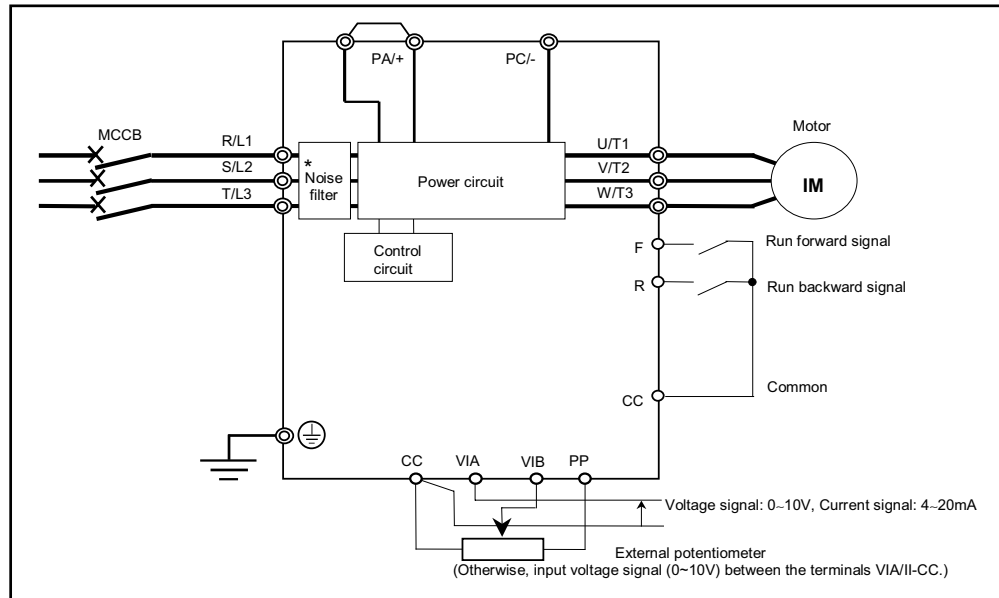 PA/+ PC/-
MCCB
R/L1
S/L2
T/L3
*
Noise
filter
Power circuit
Control
circuit
U/T1
V/T2
W/T3
Motor
IM
F
Run forward signal
R
Run backward signal
CC
Common
CC VIA VIB PP
Voltage signal: 0~10V, Current signal: 4~20mA
External potentiometer
(Otherwise, input voltage signal (0~10V) between the terminals VIA/II-CC.)